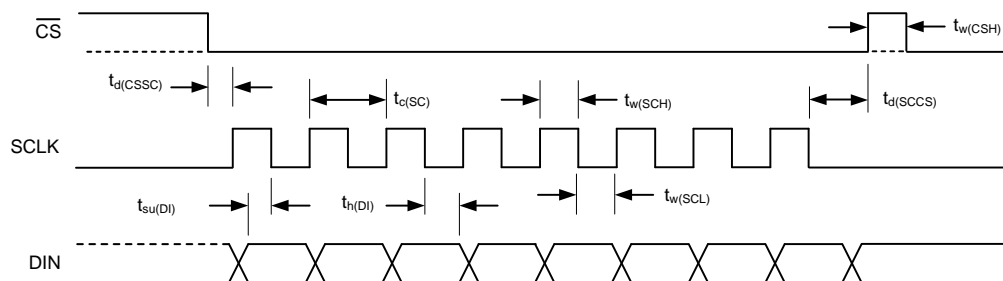 CS
tw(CSH)
td(CSSC)
tc(SC)
tw(SCH)
td(SCCS)
SCLK
tsu(DI)
th(DI)
tw(SCL)
DIN